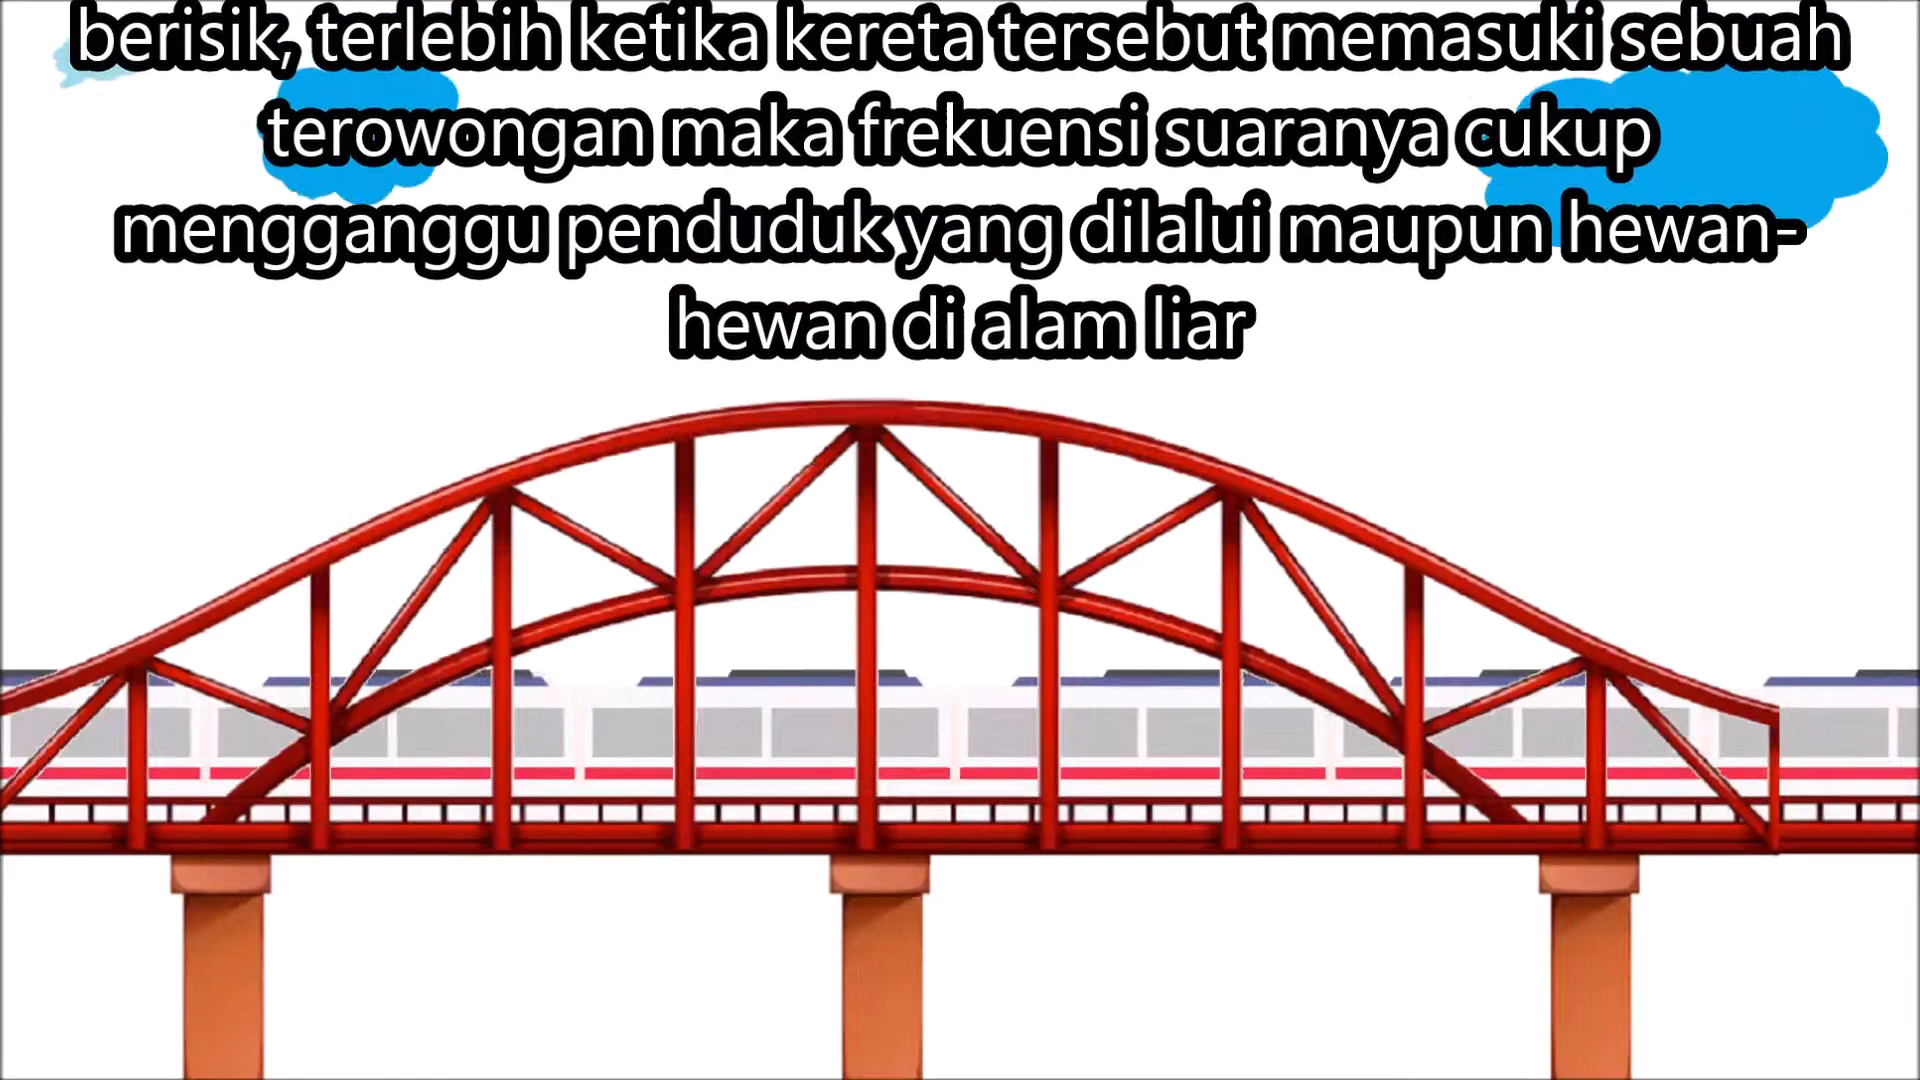 berisik, terlebih ketika kereta tersebut memasuki sebuah
terowongan maka frekuensi suaranya cukup
mengganggu penduduk yang dilalui maupun hewan-
hewan di alam liar